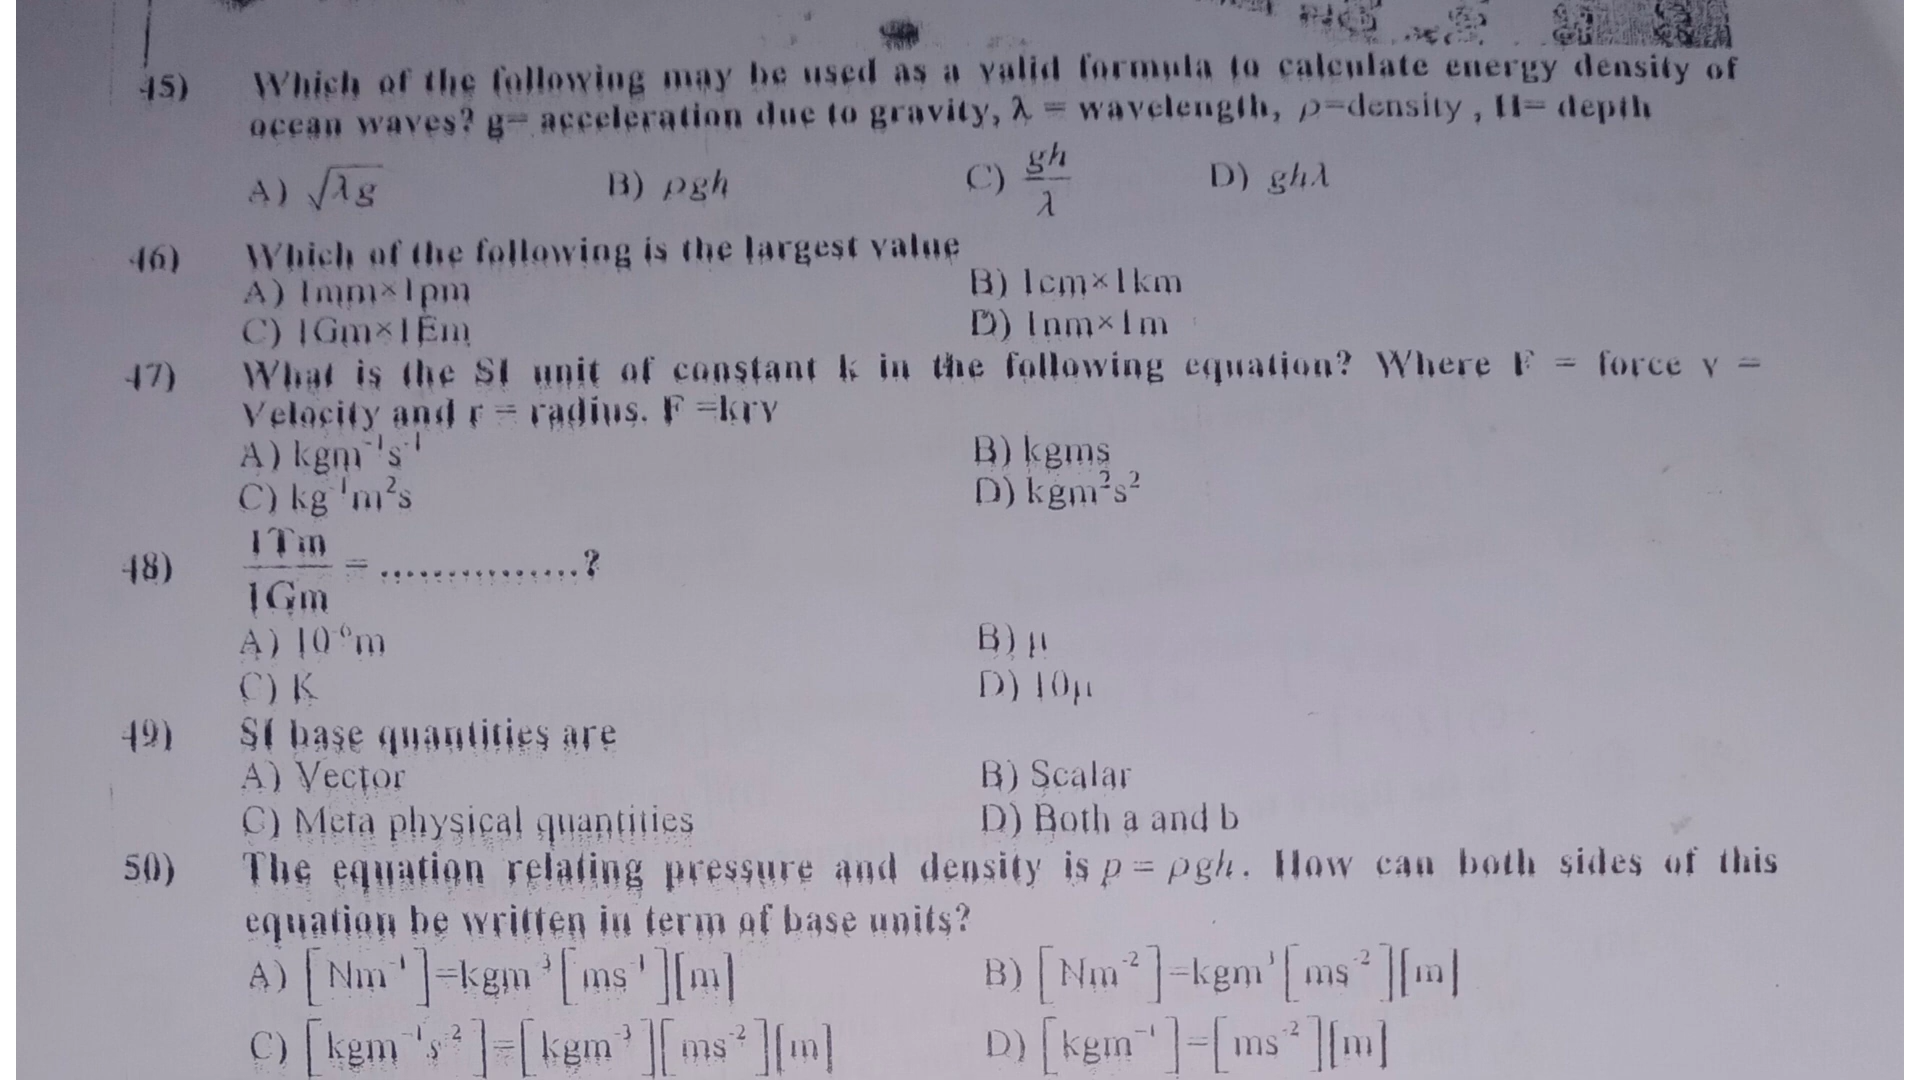 45) Which of the following may be used as a valid formula to calculate energy density of
ocean waves? g= acceleration due to gravity, λ = wavelength, ρ=density , H= depth
A) √λg B) ρgh C) gh/λ D) ghλ
46) Which of the following is the largest value
A) 1mm×1pm B) 1cm×1km
C) 1Gm×1Em D) 1nm×1m
47) What is the SI unit of constant k in the following equation? Where F = force v =
Velocity and r = radius. F =krv
A) kgm⁻¹s⁻¹ B) kgms
C) kg⁻¹m²s D) kgm²s²
48) 1Tm/1Gm = ...............?
A) 10⁻⁶m B) μ
C) K D) 10μ
49) SI base quantities are
A) Vector B) Scalar
C) Meta physical quantities D) Both a and b
50) The equation relating pressure and density is p = ρgh. How can both sides of this
equation be written in term of base units?
A) [Nm⁻¹]=kgm⁻³[ms⁻¹][m] B) [Nm⁻²]=kgm³[ms⁻²][m]
C) [kgm⁻¹s⁻²]=[kgm⁻³][ms⁻²][m] D) [kgm⁻¹]=[ms⁻²][m]